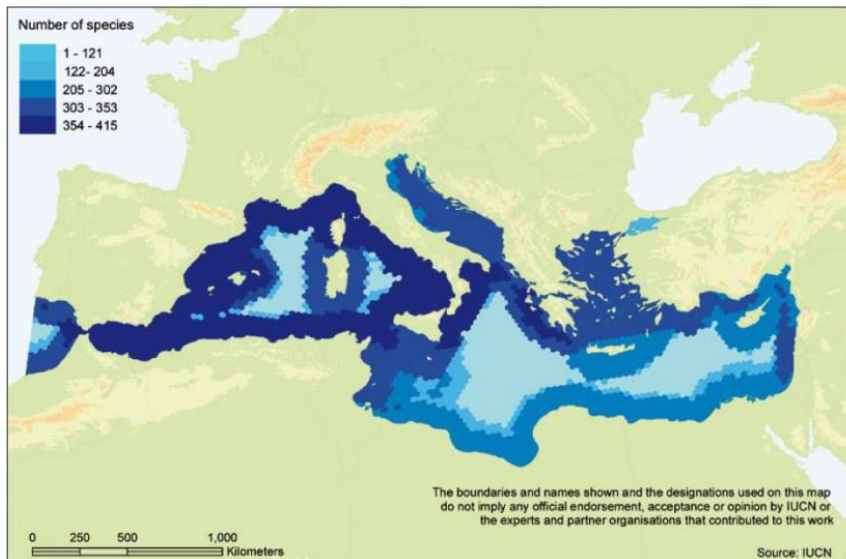 Number of species
1 - 121
122- 204
205 - 302
303 - 353
354 - 415
The boundaries and names shown and the designations used on this map
do not imply any official endorsement, acceptance or opinion by IUCN or
the experts and partner organisations that contributed to this work
0 250 500 1,000
Kilometers
Source: IUCN